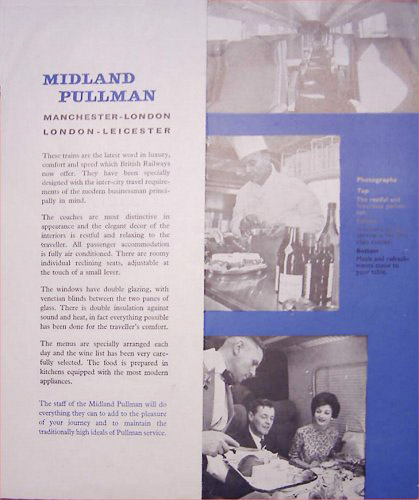 MIDLAND
PULLMAN
MANCHESTER-LONDON
LONDON-LEICESTER
These trains are the latest word in luxury,
comfort and speed which British Railways
now offer. They have been specially
designed with the inter-city travel require-
ments of the modern businessman princi-
pally in mind.
The coaches are most distinctive in
appearance and the elegant decor of the
interiors is restful and relaxing to the
traveller. All passenger accommodation
is fully air conditioned. There are roomy
individual reclining seats, adjustable at
the touch of a small lever.
The windows have double glazing, with
venetian blinds between the two panes of
glass. There is double insulation against
sound and heat, in fact everything possible
has been done for the traveller's comfort.
The menus are specially arranged each
day and the wine list has been very care-
fully selected. The food is prepared in
kitchens equipped with the most modern
appliances.
The staff of the Midland Pullman will do
everything they can to add to the pleasure
of your journey and to maintain the
traditionally high ideals of Pullman service.
Photographs
Top
The restful and
Bottom
Meals and refresh-
ments come to
your table.